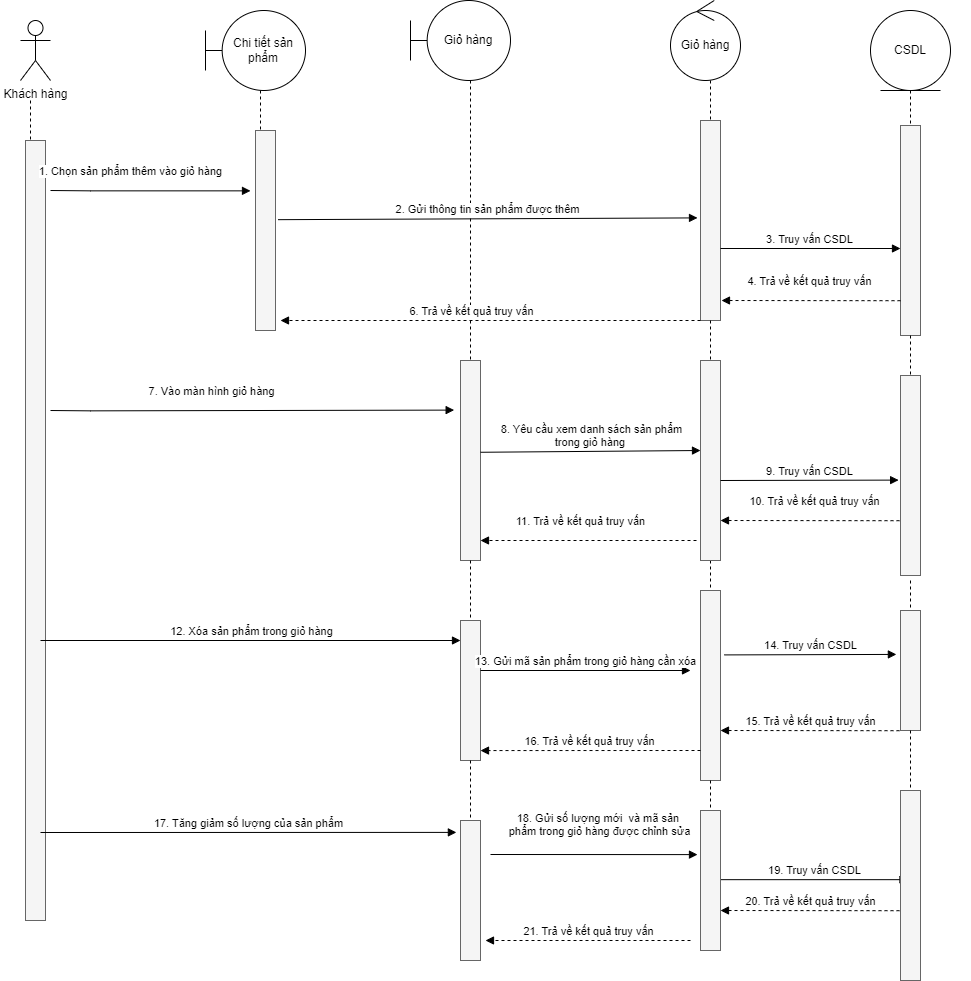 Khách hàng
Chi tiết sản
phẩm
Giỏ hàng
Giỏ hàng
CSDL
1. Chọn sản phẩm thêm vào giỏ hàng
2. Gửi thông tin sản phẩm được thêm
3. Truy vấn CSDL
4. Trả về kết quả truy vấn
6. Trả về kết quả truy vấn
7. Vào màn hình giỏ hàng
8. Yêu cầu xem danh sách sản phẩm
trong giỏ hàng
9. Truy vấn CSDL
10. Trả về kết quả truy vấn
11. Trả về kết quả truy vấn
12. Xóa sản phẩm trong giỏ hàng
13. Gửi mã sản phẩm trong giỏ hàng cần xóa
14. Truy vấn CSDL
15. Trả về kết quả truy vấn
16. Trả về kết quả truy vấn
17. Tăng giảm số lượng của sản phẩm
18. Gửi số lượng mới và mã sản
phẩm trong giỏ hàng được chỉnh sửa
19. Truy vấn CSDL
20. Trả về kết quả truy vấn
21. Trả về kết quả truy vấn